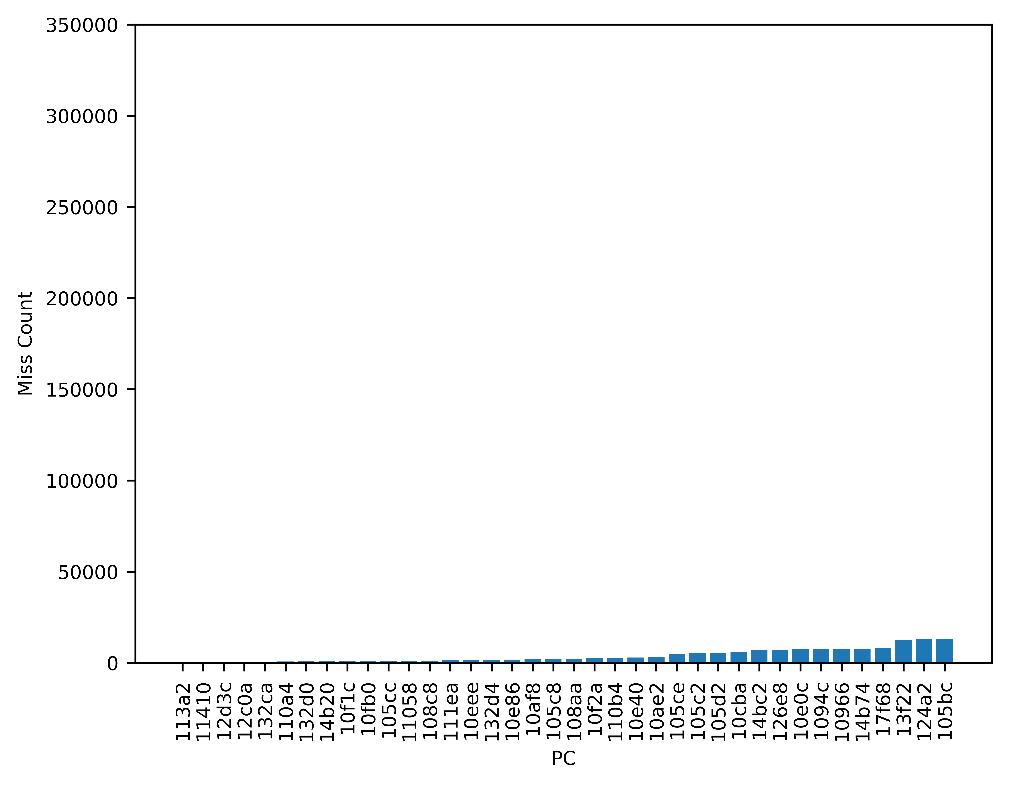 350000
300000
250000
200000
150000
100000
50000
0
Miss Count
113a2
11410
12d3c
12c0a
132ca
110a4
132d0
14b20
10f1c
10fb0
105cc
11058
108c8
111ea
10eee
132d4
10e86
10af8
105c8
108aa
10f2a
110b4
10e40
10ae2
105ce
105c2
105d2
10cba
14bc2
126e8
10e0c
1094c
10966
14b74
17f68
13f22
124a2
105bc
PC